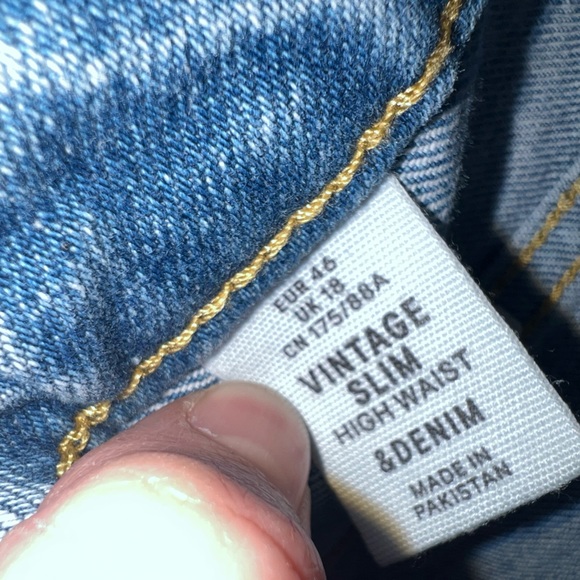 EUR 46
UK 18
CN 175/88A
VINTAGE
SLIM
HIGH WAIST
&DENIM
MADE IN
PAKISTAN